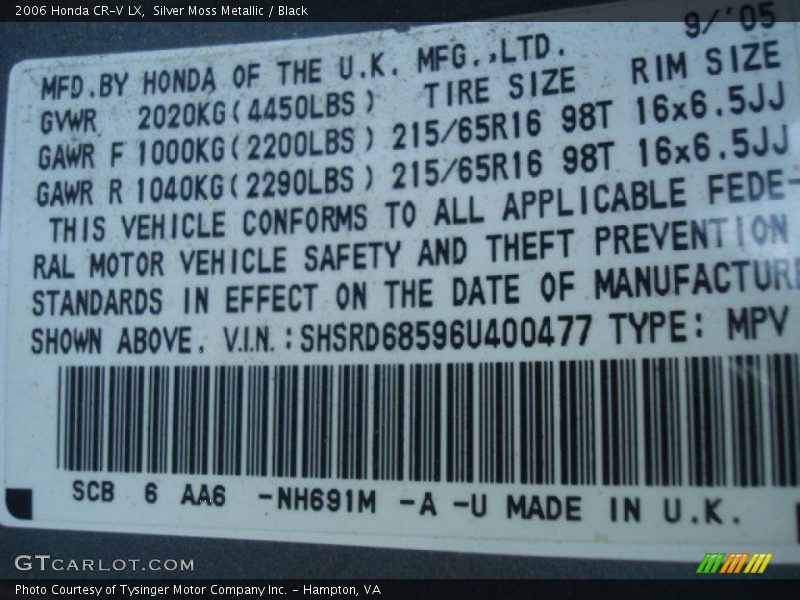 2006 Honda CR-V LX,  Silver Moss Metallic / Black
9/'05
MFD.BY HONDA OF THE U.K. MFG.,LTD.
GVWR 2020KG(4450LBS) TIRE SIZE RIM SIZE
GAWR F 1000KG(2200LBS) 215/65R16 98T 16x6.5JJ
GAWR R 1040KG(2290LBS) 215/65R16 98T 16x6.5JJ
THIS VEHICLE CONFORMS TO ALL APPLICABLE FEDE-
RAL MOTOR VEHICLE SAFETY AND THEFT PREVENTION
STANDARDS IN EFFECT ON THE DATE OF MANUFACTURE
SHOWN ABOVE. V.I.N.:SHSRD68596U400477 TYPE: MPV
SCB 6 AA6 -NH691M -A -U MADE IN U.K.
GTCARLOT.COM
Photo Courtesy of Tysinger Motor Company Inc. - Hampton, VA